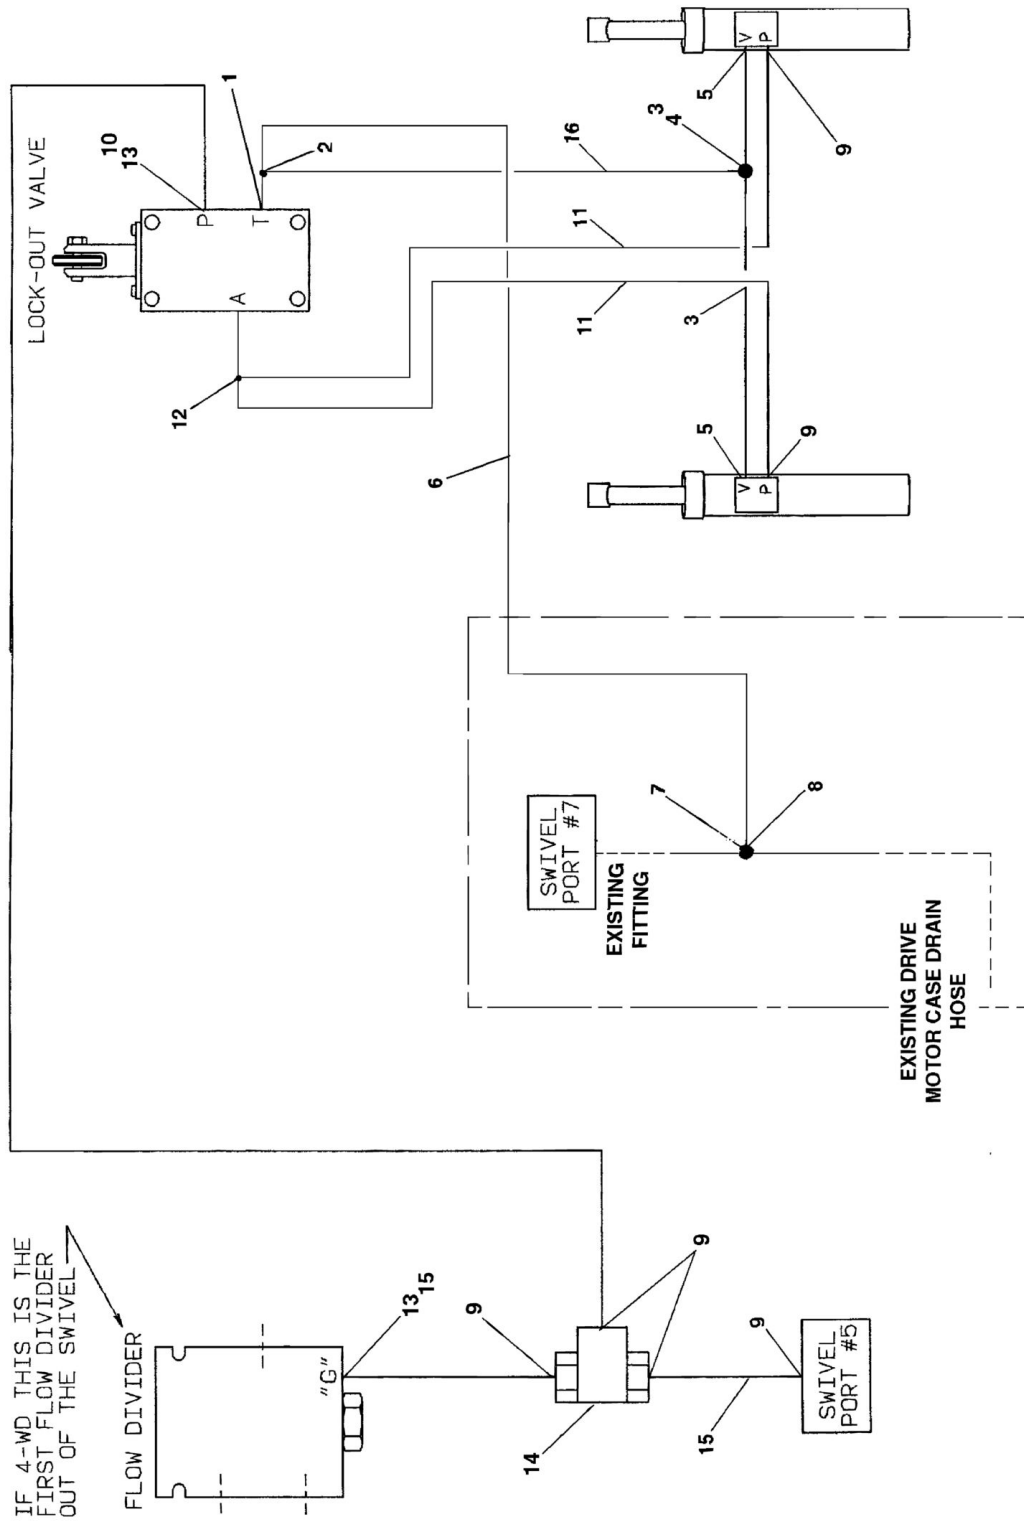 IF 4-WD THIS IS THE
FIRST FLOW DIVIDER
OUT OF THE SWIVEL
FLOW DIVIDER
"G"
13
15
9
14
9
15
9
SWIVEL
PORT #5
LOCK-OUT VALVE
10
13
P
T
A
1
2
12
6
16
11
11
3
4
3
5
V
P
9
5
V
P
9
SWIVEL
PORT #7
EXISTING
FITTING
7
8
EXISTING DRIVE
MOTOR CASE DRAIN
HOSE